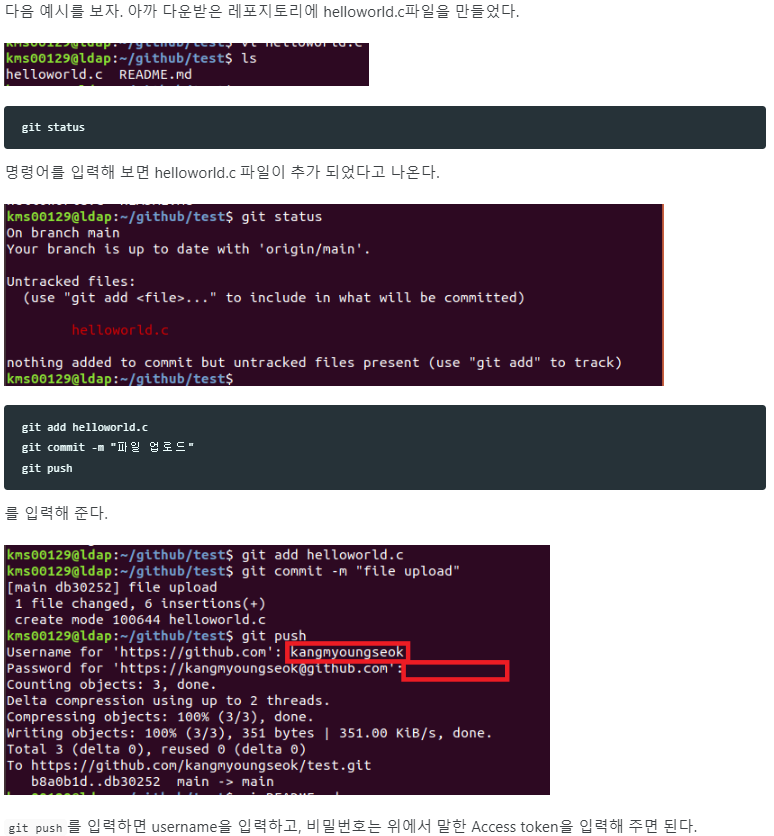 다음 예시를 보자. 아까 다운받은 레포지토리에 helloworld.c파일을 만들었다.
kms00129@ldap:~/github/test$ vi helloworld.c
kms00129@ldap:~/github/test$ ls
helloworld.c  README.md
git status
명령어를 입력해 보면 helloworld.c 파일이 추가 되었다고 나온다.
kms00129@ldap:~/github/test$ git status
On branch main
Your branch is up to date with 'origin/main'.
Untracked files:
  (use "git add <file>..." to include in what will be committed)
helloworld.c
nothing added to commit but untracked files present (use "git add" to track)
kms00129@ldap:~/github/test$
git add helloworld.c
git commit -m "파일 업로드"
git push
를 입력해 준다.
kms00129@ldap:~/github/test$ git add helloworld.c
kms00129@ldap:~/github/test$ git commit -m "file upload"
[main db30252] file upload
 1 file changed, 6 insertions(+)
 create mode 100644 helloworld.c
kms00129@ldap:~/github/test$ git push
Username for 'https://github.com': kangmyoungseok
Password for 'https://kangmyoungseok@github.com':
Counting objects: 3, done.
Delta compression using up to 2 threads.
Compressing objects: 100% (3/3), done.
Writing objects: 100% (3/3), 351 bytes | 351.00 KiB/s, done.
Total 3 (delta 0), reused 0 (delta 0)
To https://github.com/kangmyoungseok/test.git
   b8a0b1d..db30252  main -> main
git push 를 입력하면 username을 입력하고, 비밀번호는 위에서 말한 Access token을 입력해 주면 된다.